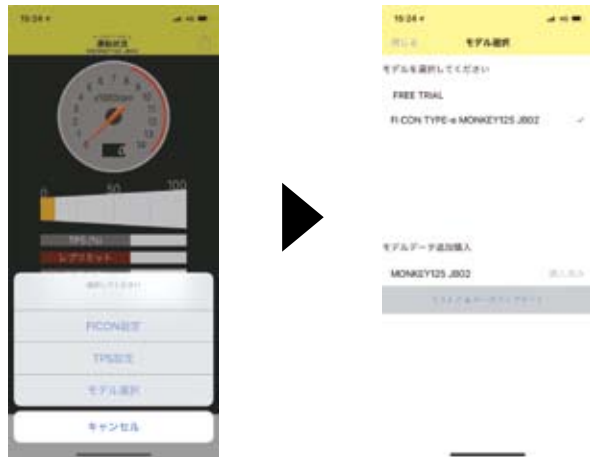 15:24
運転状況
x1000rpm
0
50
100
TPS(%)
レブリミット
選択してください
FICON設定
TPS設定
モデル選択
キャンセル
15:24
閉じる
モデル選択
モデルを選択してください
FREE TRIAL
FI CON TYPE-e MONKEY125 JB02
モデルデータ追加購入
MONKEY125 JB02
購入済み